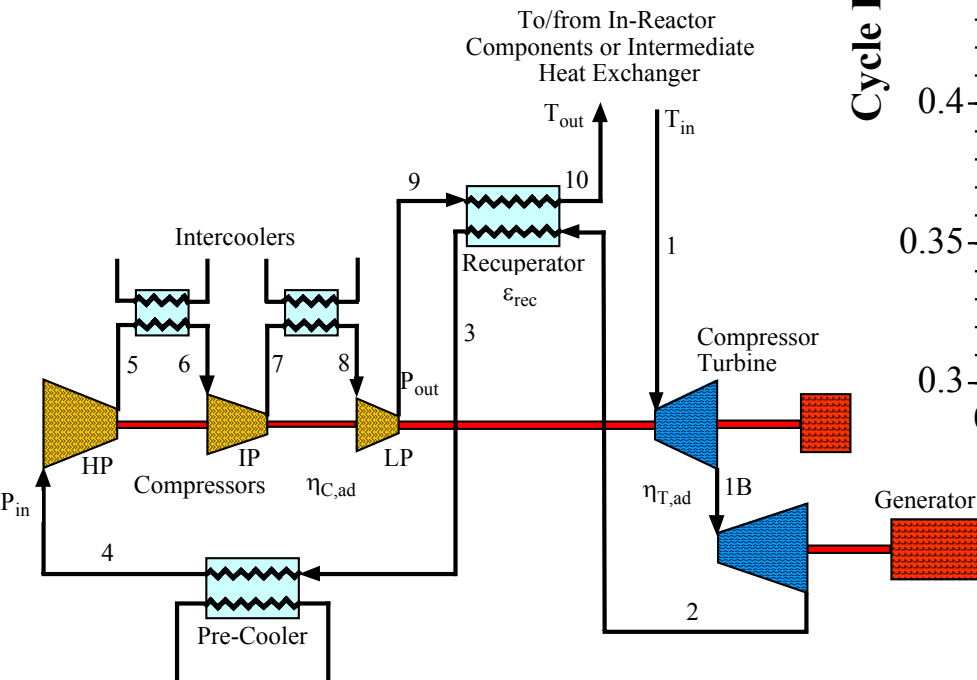 To/from In-Reactor
Components or Intermediate
Heat Exchanger
Cycle
0.4
T_out
T_in
9
10
Intercoolers
1
0.35
Recuperator
ε_rec
3
5
6
7
8
Compressor
Turbine
P_out
0.3
HP
IP
LP
Compressors
η_C,ad
η_T,ad
1B
Generator
P_in
4
2
Pre-Cooler